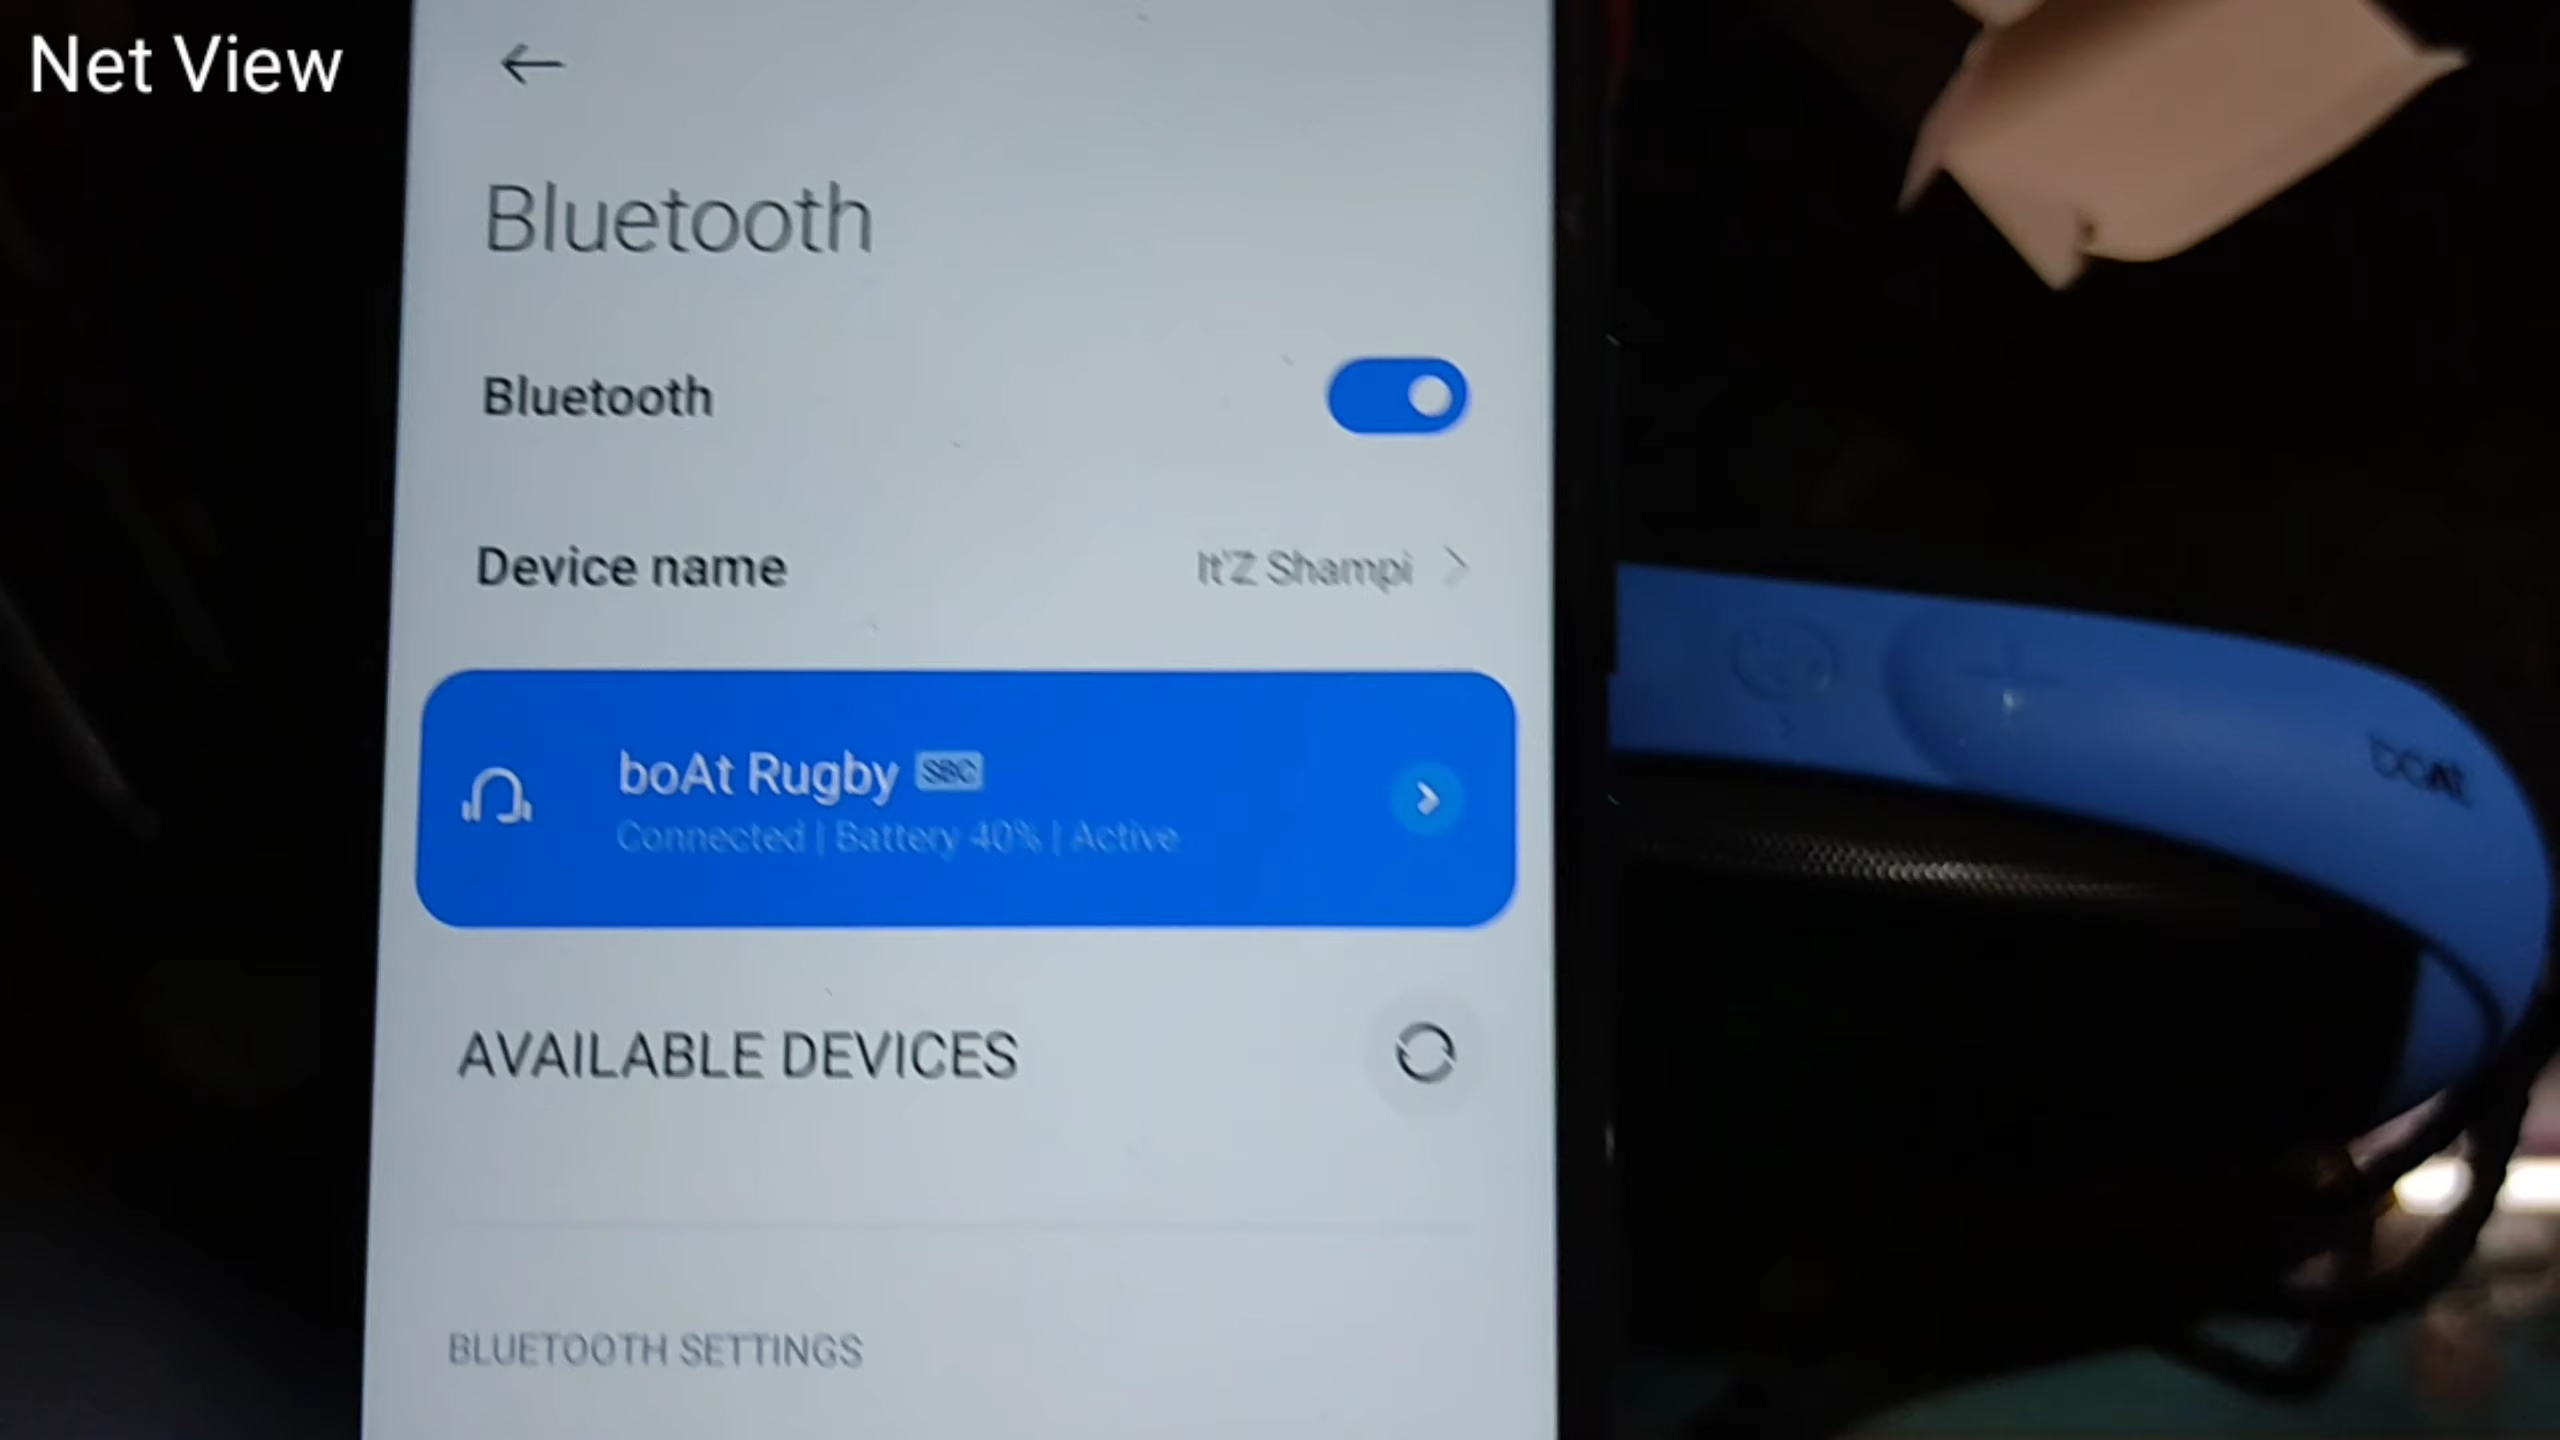 Net View
Bluetooth
Bluetooth
Device name It'Z Shampi
boAt Rugby SBC
Connected | Battery 40% | Active
AVAILABLE DEVICES
BLUETOOTH SETTINGS
boAt